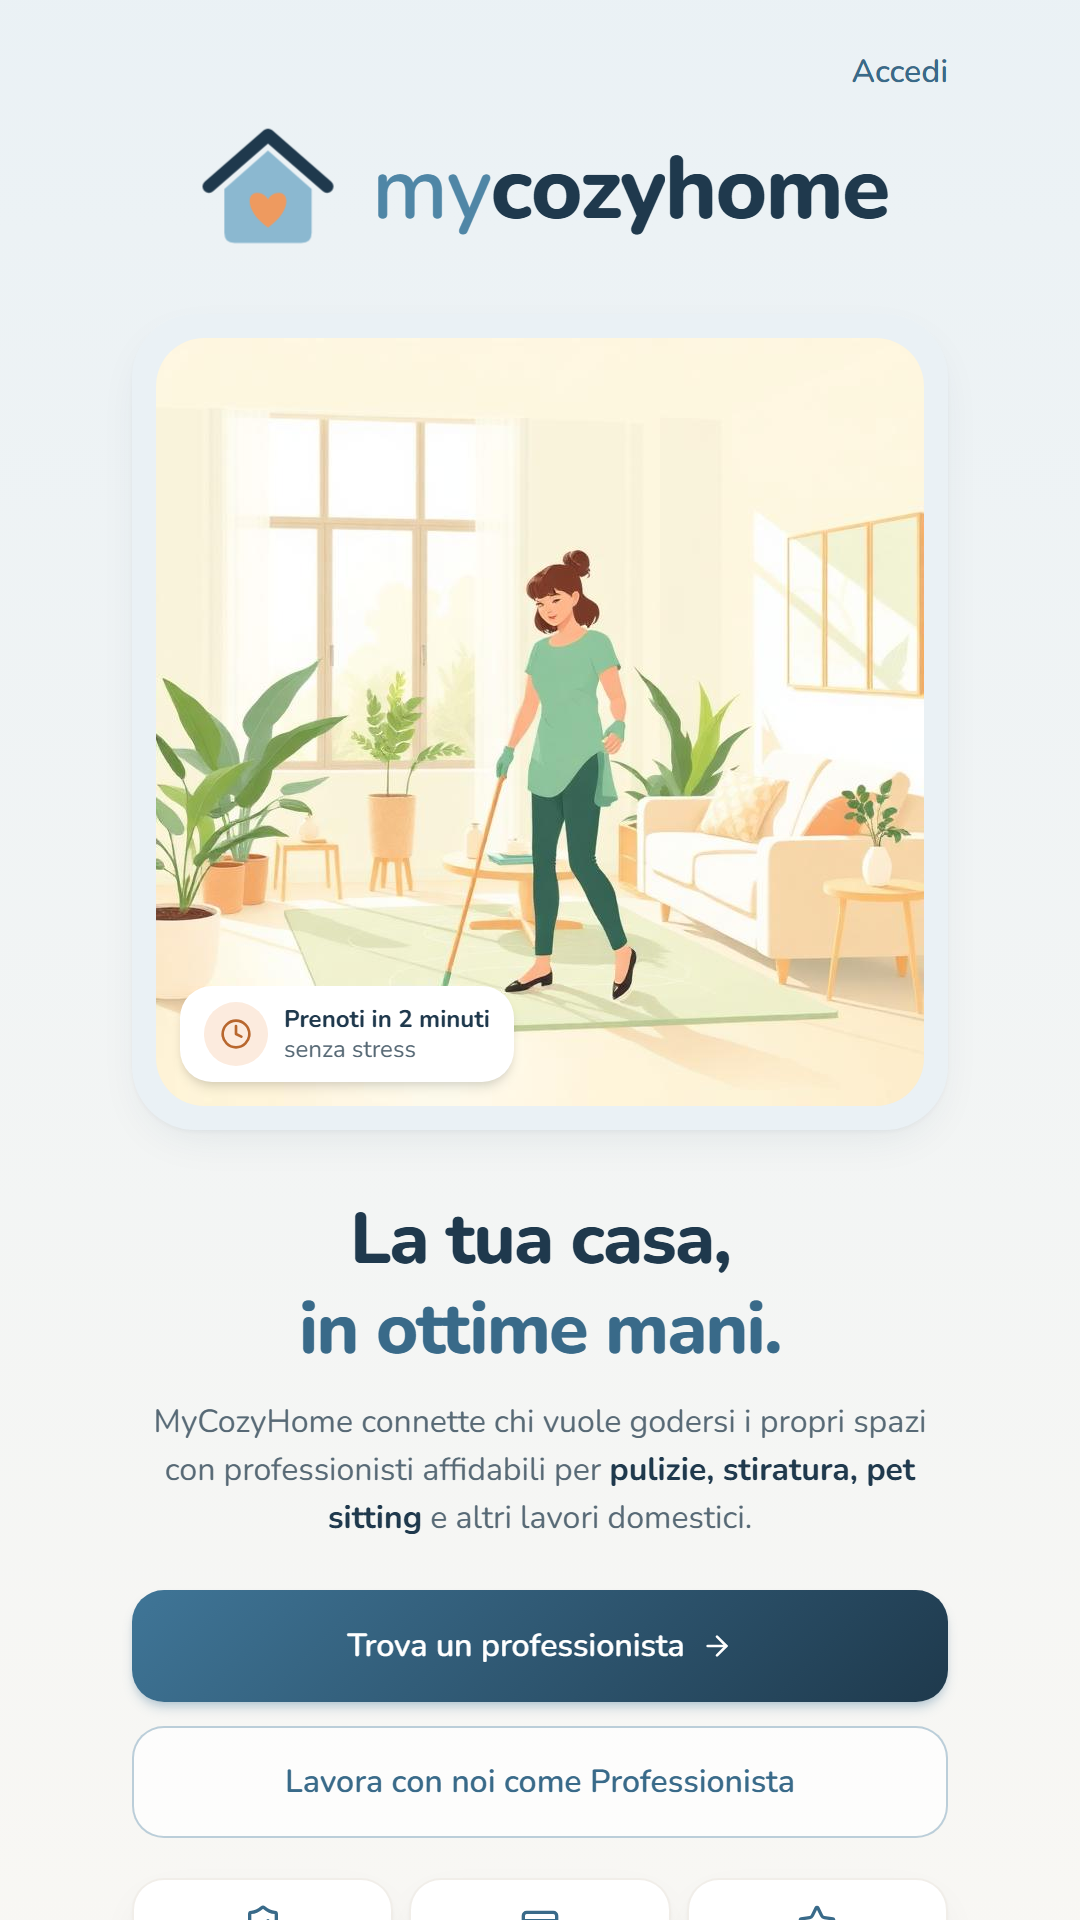 Accedi
mycozyhome
Prenoti in 2 minuti
senza stress
La tua casa,
in ottime mani.
MyCozyHome connette chi vuole godersi i propri spazi
con professionisti affidabili per pulizie, stiratura, pet
sitting e altri lavori domestici.
Trova un professionista →
Lavora con noi come Professionista